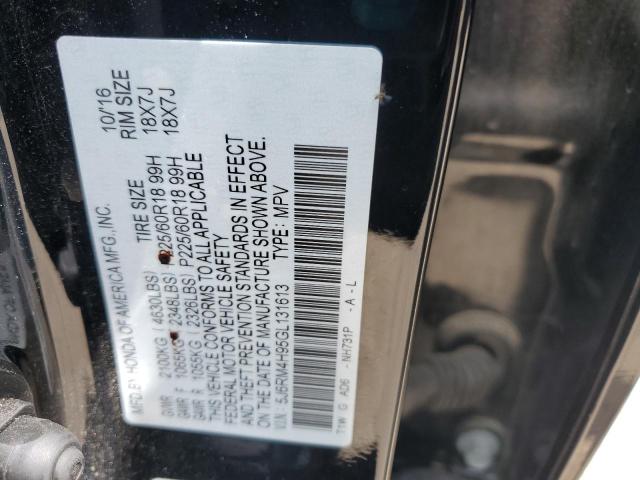 MFD. BY HONDA OF AMERICA MFG., INC. 10/'16
TIRE SIZE RIM SIZE
GVWR 2100KG ( 4630LBS)
GAWR F 1065KG ( 2348LBS) P225/60R18 99H 18X7J
GAWR R 1055KG ( 2326LBS) P225/60R18 99H 18X7J
THIS VEHICLE CONFORMS TO ALL APPLICABLE
FEDERAL MOTOR VEHICLE SAFETY
AND THEFT PREVENTION STANDARDS IN EFFECT
ON THE DATE OF MANUFACTURE SHOWN ABOVE.
V.I.N.: 5J6RM4H95GL131613 TYPE: MPV
T1W G AD6 - NH731P - A - L